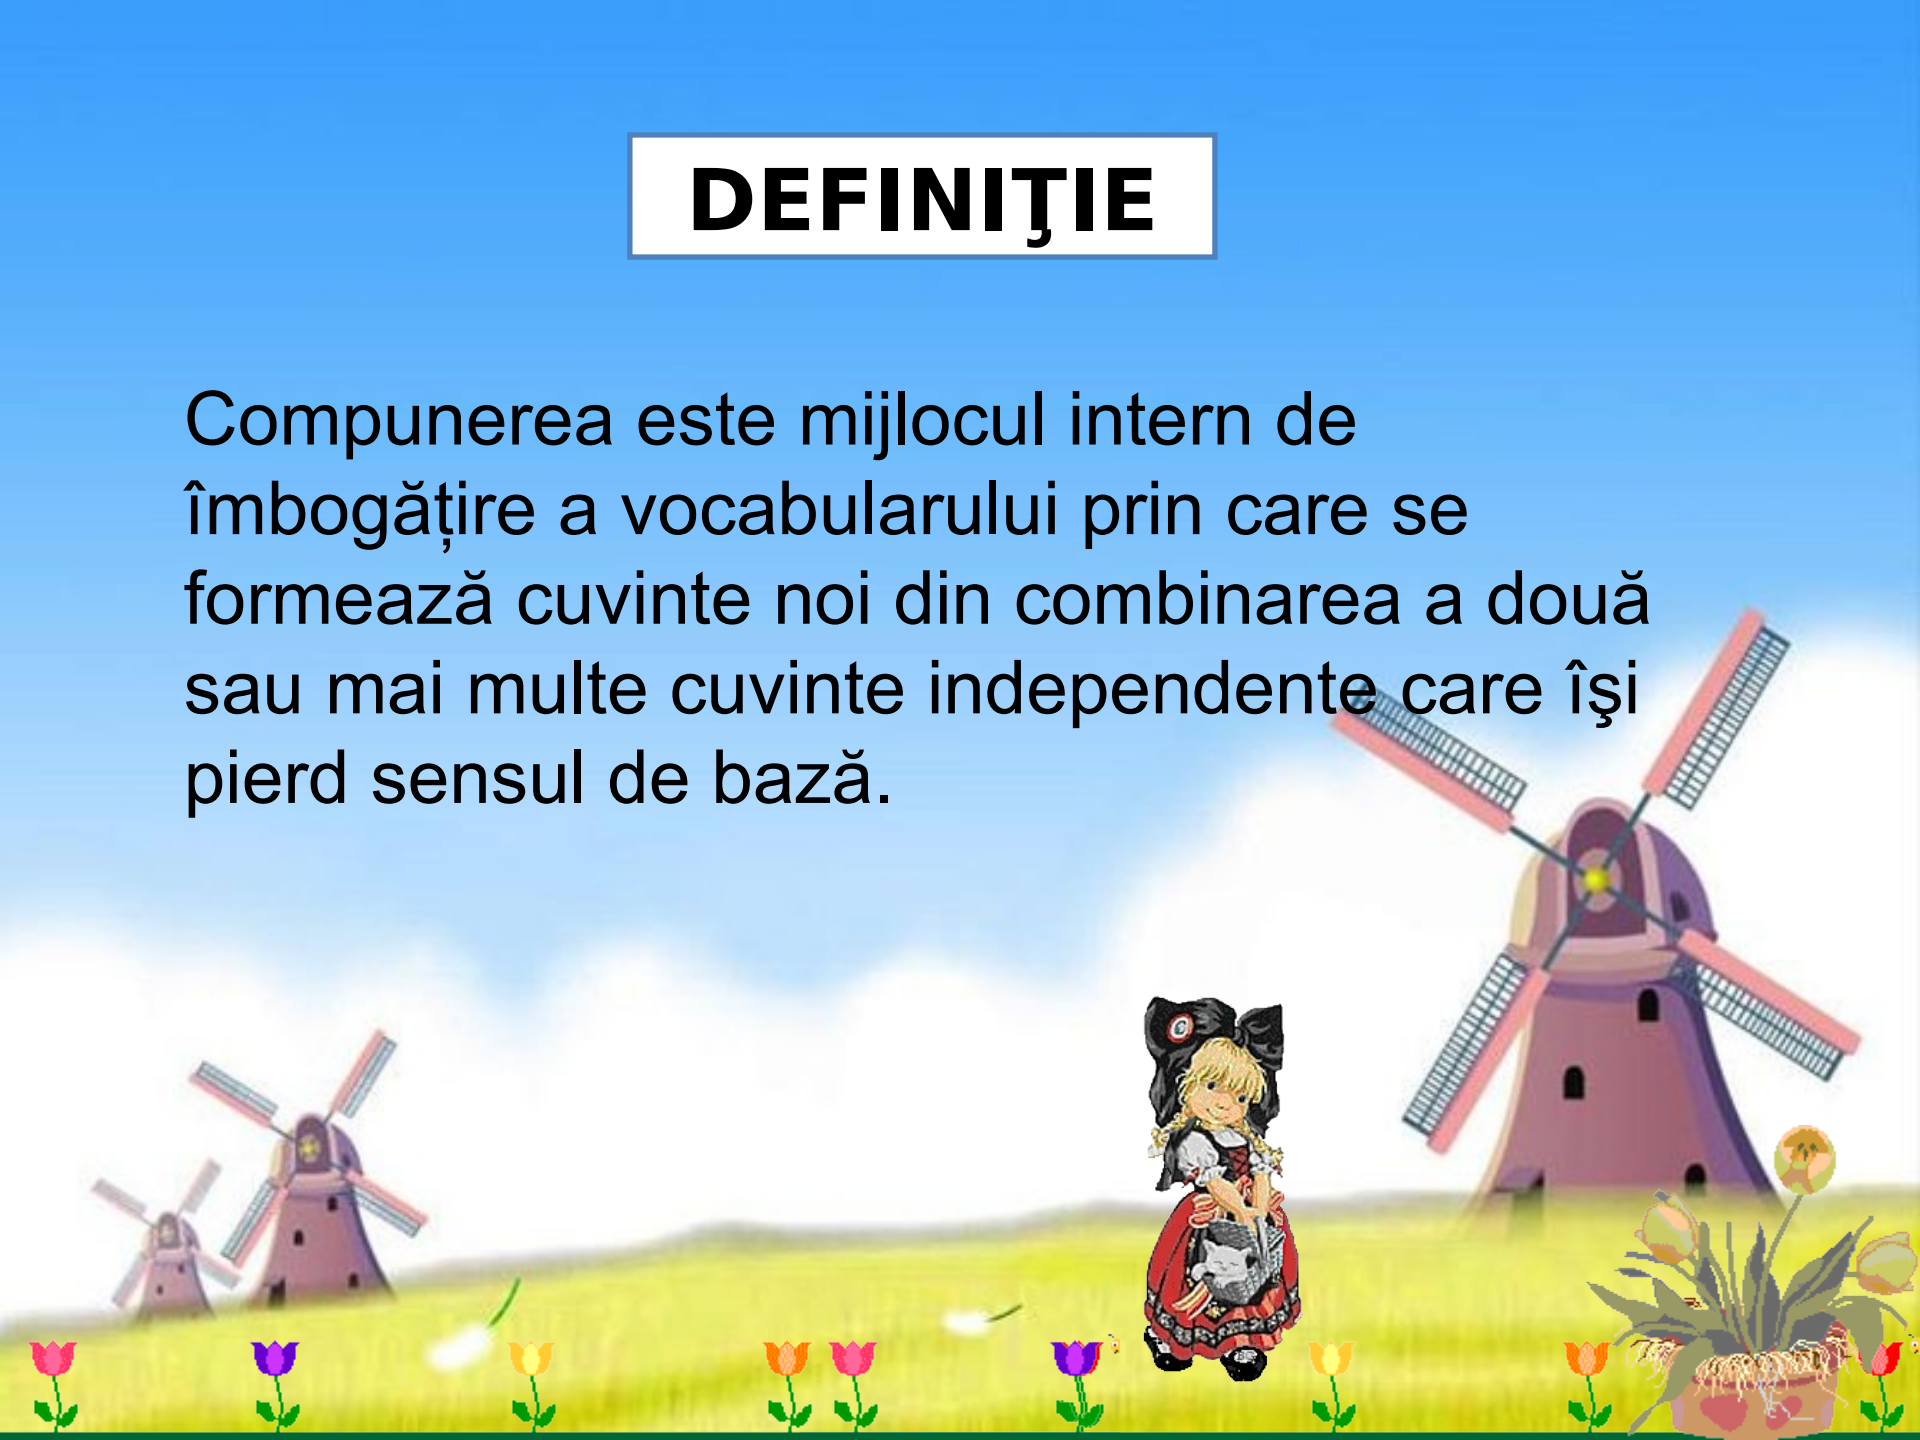 DEFINIŢIE
Compunerea este mijlocul intern de
îmbogăţire a vocabularului prin care se
formează cuvinte noi din combinarea a două
sau mai multe cuvinte independente care îşi
pierd sensul de bază.